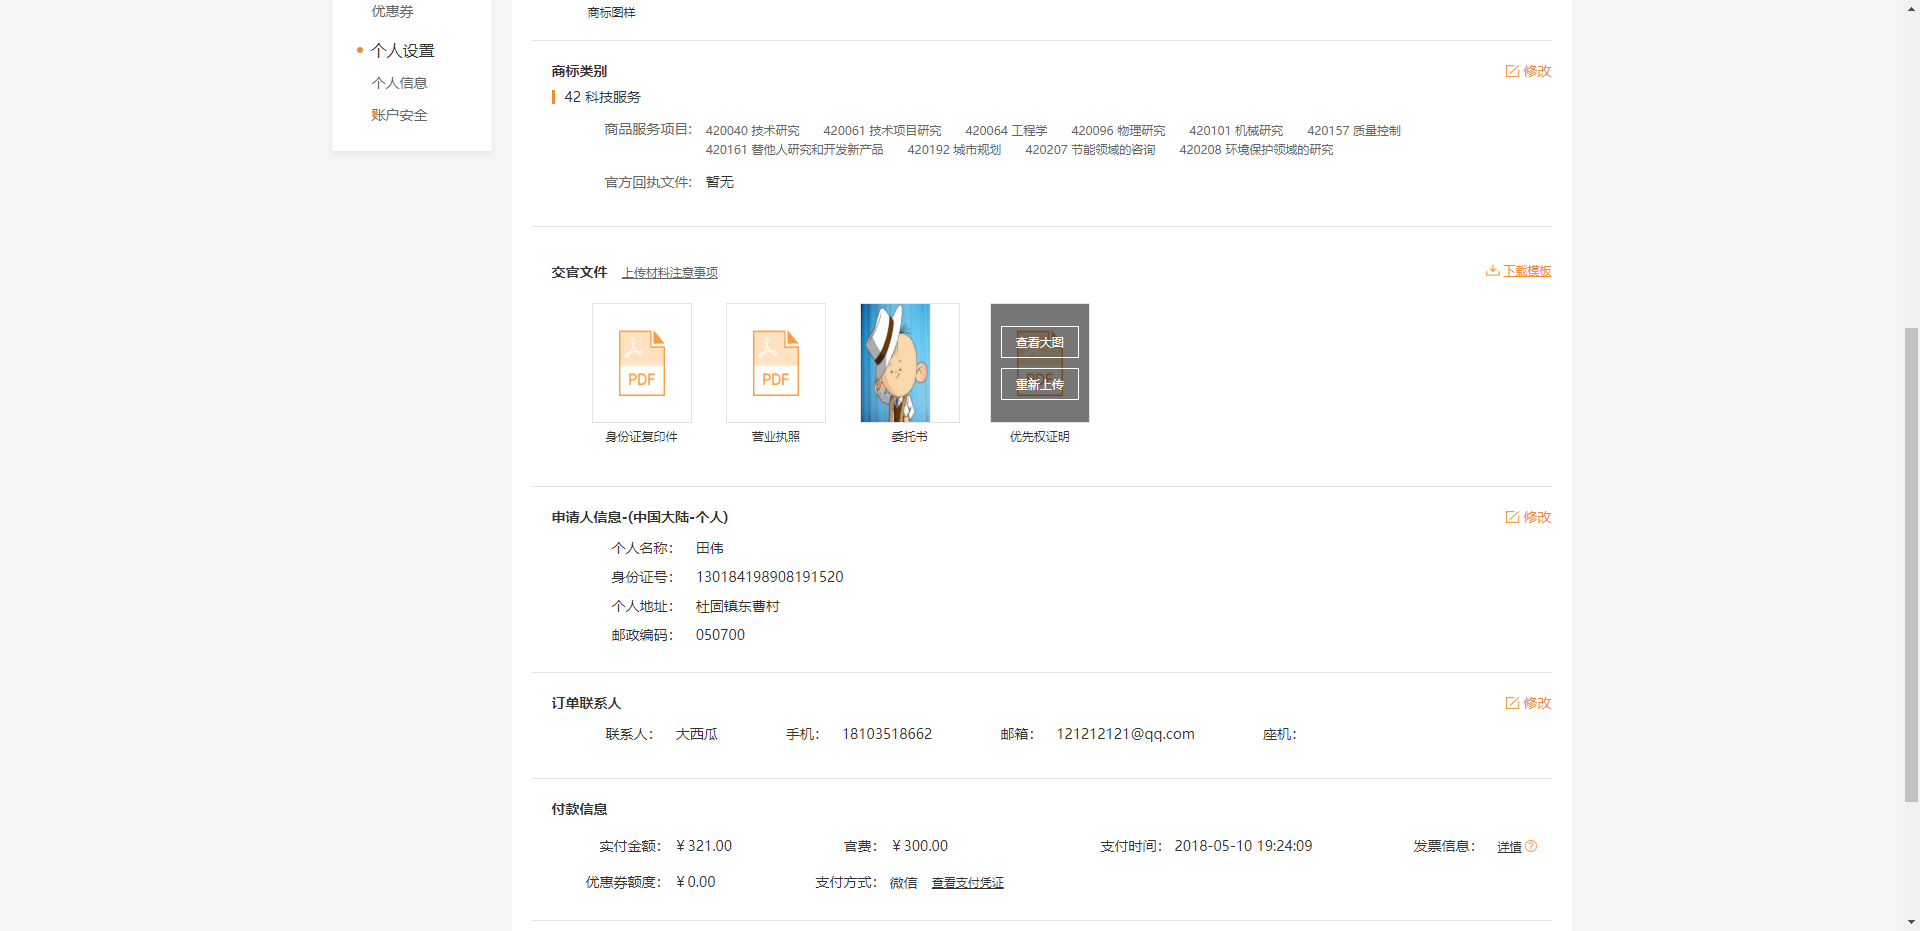 优惠券
个人设置
个人信息
账户安全
商标图样
商标类别
修改
42 科技服务
商品服务项目: 420040 技术研究 420061 技术项目研究 420064 工程学 420096 物理研究 420101 机械研究 420157 质量控制
420161 替他人研究和开发新产品 420192 城市规划 420207 节能领域的咨询 420208 环境保护领域的研究
官方回执文件: 暂无
交官文件 上传材料注意事项
下载模板
PDF
PDF
查看大图
重新上传
身份证复印件
营业执照
委托书
优先权证明
申请人信息-(中国大陆-个人)
修改
个人名称： 田伟
身份证号： 130184198908191520
个人地址： 杜固镇东曹村
邮政编码： 050700
订单联系人
修改
联系人： 大西瓜 手机： 18103518662 邮箱： 121212121@qq.com 座机：
付款信息
实付金额： ¥321.00 官费： ¥300.00 支付时间： 2018-05-10 19:24:09 发票信息： 详情
优惠券额度： ¥0.00 支付方式： 微信 查看支付凭证